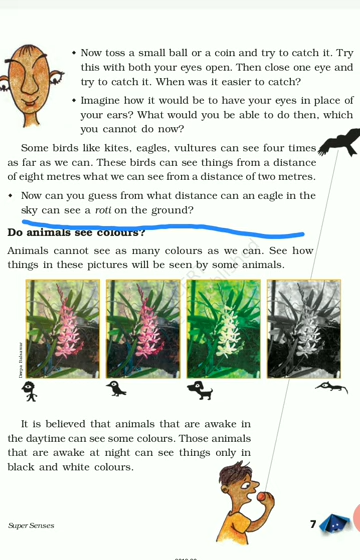 • Now toss a small ball or a coin and try to catch it. Try
this with both your eyes open. Then close one eye and
try to catch it. When was it easier to catch?
• Imagine how it would be to have your eyes in place of
your ears? What would you be able to do then, which
you cannot do now?
Some birds like kites, eagles, vultures can see four times
as far as we can. These birds can see things from a distance
of eight metres what we can see from a distance of two metres.
• Now can you guess from what distance can an eagle in the
sky can see a roti on the ground?
Do animals see colours?
Animals cannot see as many colours as we can. See how
things in these pictures will be seen by some animals.
It is believed that animals that are awake in
the daytime can see some colours. Those animals
that are awake at night can see things only in
black and white colours.
Super Senses
7